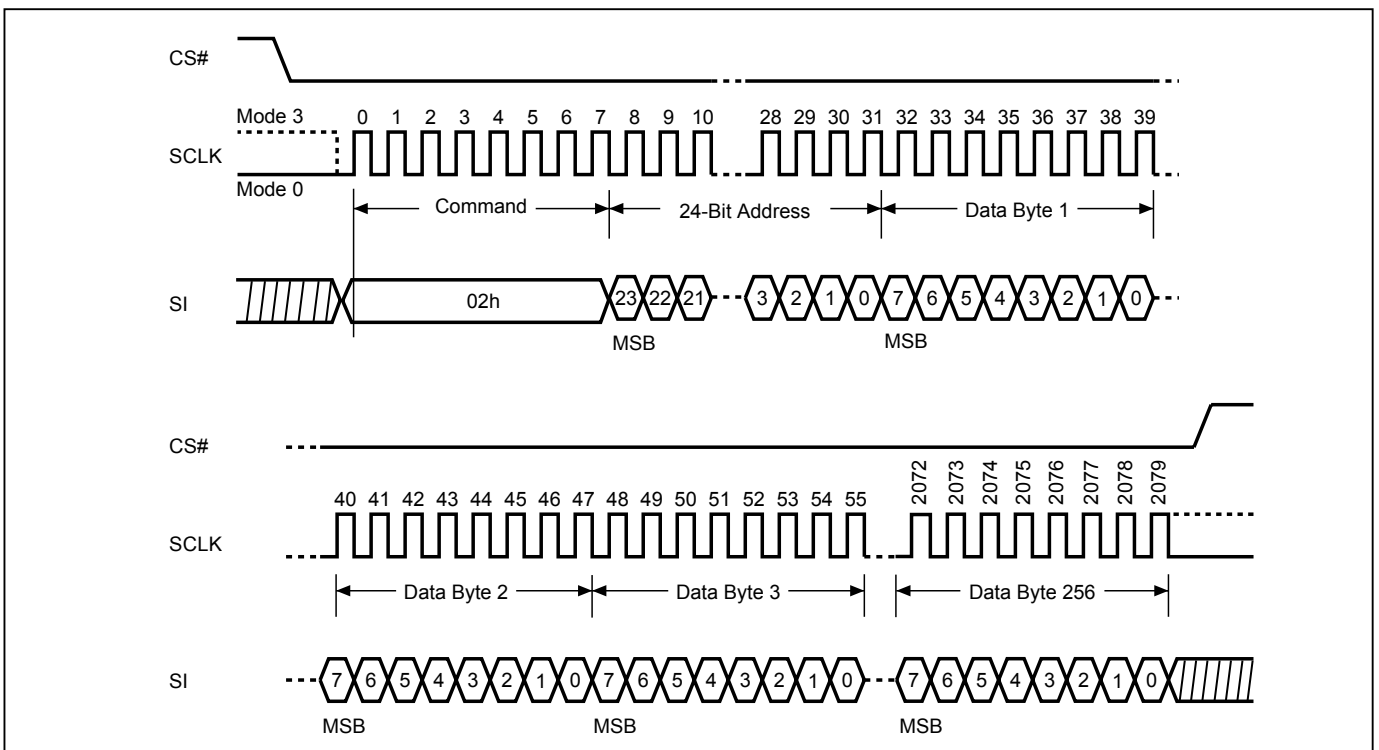 CS#
Mode 3
0 1 2 3 4 5 6 7 8 9 10 28 29 30 31 32 33 34 35 36 37 38 39
SCLK
Mode 0
Command 24-Bit Address Data Byte 1
SI 02h 23 22 21 3 2 1 0 7 6 5 4 3 2 1 0
MSB MSB
CS#
40 41 42 43 44 45 46 47 48 49 50 51 52 53 54 55 2072 2073 2074 2075 2076 2077 2078 2079
SCLK
Data Byte 2 Data Byte 3 Data Byte 256
SI 7 6 5 4 3 2 1 0 7 6 5 4 3 2 1 0 7 6 5 4 3 2 1 0
MSB MSB MSB